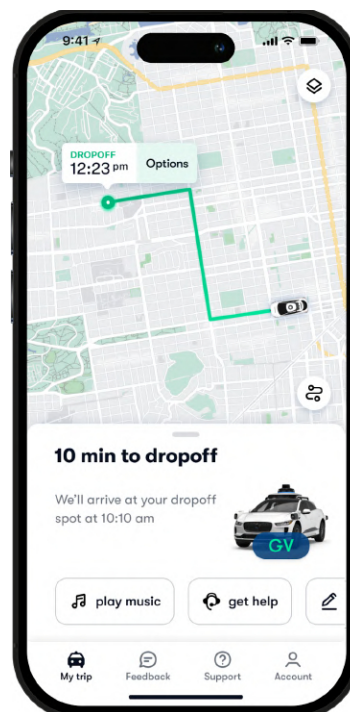 9:41
DROPOFF
12:23 pm
Options
10 min to dropoff
We'll arrive at your dropoff
spot at 10:10 am
GV
play music
get help
My trip
Feedback
Support
Account